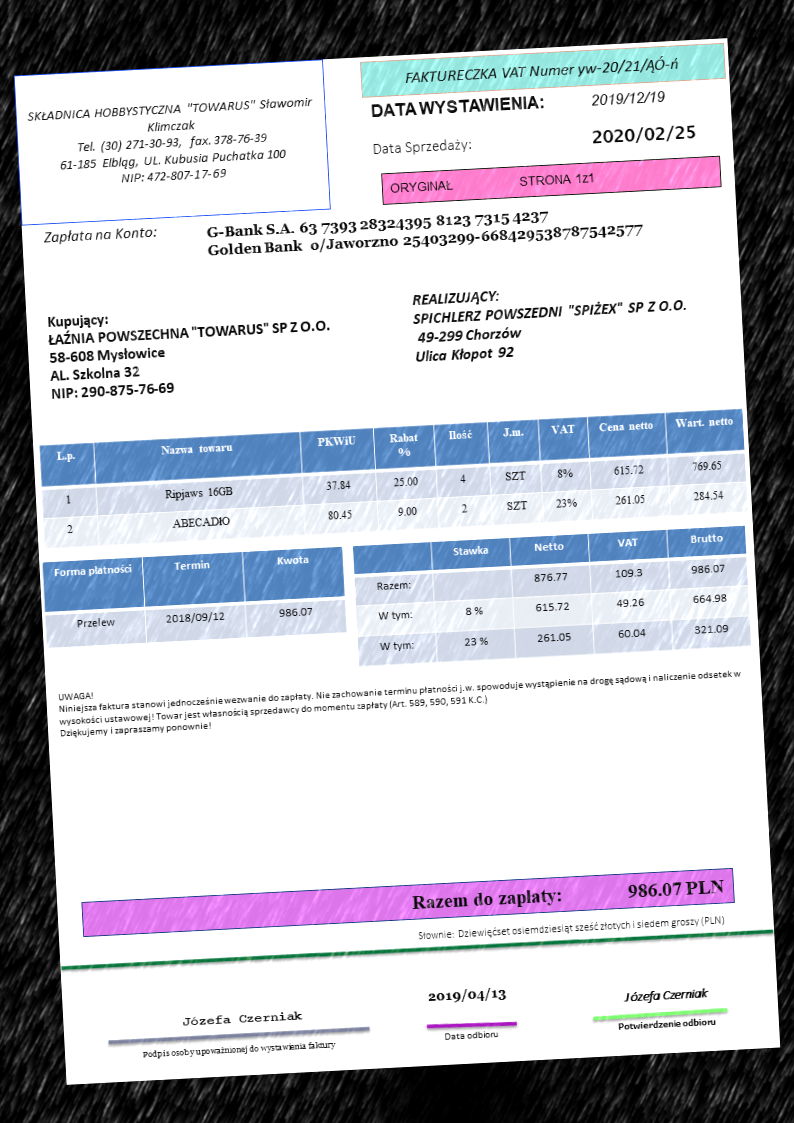 SKŁADNICA HOBBYSTYCZNA "TOWARUS" Sławomir
Klimczak
Tel. (30) 271-30-93, fax. 378-76-39
61-185 Elbląg, UL. Kubusia Puchatka 100
NIP: 472-807-17-69
FAKTURECZKA VAT Numer yw-20/21/ĄÓ-ń
DATA WYSTAWIENIA: 2019/12/19
Data Sprzedaży: 2020/02/25
ORYGINAŁ STRONA 1z1
Zapłata na Konto: G-Bank S.A. 63 7393 28324395 8123 7315 4237
Golden Bank o/Jaworzno 25403299-668429538787542577
Kupujący:
ŁAŹNIA POWSZECHNA "TOWARUS" SP Z O.O.
58-608 Mysłowice
AL. Szkolna 32
NIP: 290-875-76-69
REALIZUJĄCY:
SPICHLERZ POWSZEDNI "SPIŻEX" SP Z O.O.
49-299 Chorzów
Ulica Kłopot 92
L.p. Nazwa towaru PKWiU Rabat % Ilość J.m. VAT Cena netto Wart. netto
1 Ripjaws 16GB 37.84 25.00 4 SZT 8% 615.72 769.65
2 ABECADŁO 80.45 9.00 2 SZT 23% 261.05 284.54
Forma płatności Termin Kwota
Przelew 2018/09/12 986.07
Stawka Netto VAT Brutto
Razem: 876.77 109.3 986.07
W tym: 8 % 615.72 49.26 664.98
W tym: 23 % 261.05 60.04 321.09
UWAGA!
Niniejsza faktura stanowi jednocześnie wezwanie do zapłaty. Nie zachowanie terminu płatności j.w. spowoduje wystąpienie na drogę sądową i naliczenie odsetek w
wysokości ustawowej! Towar jest własnością sprzedawcy do momentu zapłaty (Art. 589, 590, 591 K.C.)
Dziękujemy i zapraszamy ponownie!
Razem do zapłaty: 986.07 PLN
Słownie: Dziewięćset osiemdziesiąt sześć złotych i siedem groszy (PLN)
Józefa Czerniak
Podpis osoby upoważnionej do wystawienia faktury
2019/04/13
Data odbioru
Józefa Czerniak
Potwierdzenie odbioru